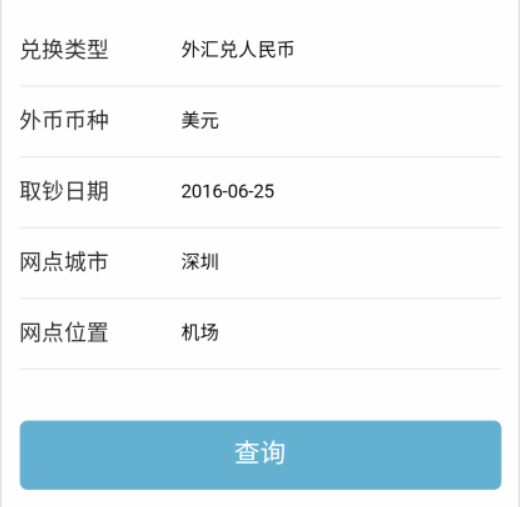 兑换类型 外汇兑人民币
外币币种 美元
取钞日期 2016-06-25
网点城市 深圳
网点位置 机场
查询